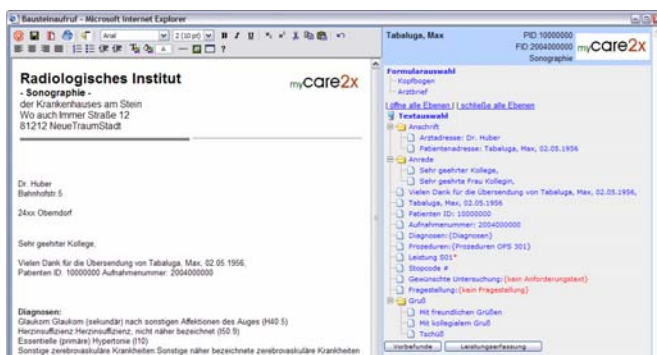 Bausteinaufruf - Microsoft Internet Explorer
Arial
2 (10 pt)
Radiologisches Institut
- Sonographie -
der Krankenhauses am Stein
Wo auch Immer Straße 12
81212 NeueTraumStadt
mycare2x
Dr. Huber
Bahnhofstr. 5
24xx Oberndorf
Sehr geehrter Kollege,
Vielen Dank für die Übersendung von Tabaluga, Max, 02.05.1956,
Patienten ID: 10000000 Aufnahmenummer: 2004000000
Diagnosen:
Glaukom Glaukom (sekundär) nach sonstigen Affektionen des Auges (H40.5)
Herzinsuffizienz Herzinsuffizienz, nicht näher bezeichnet (I50.9)
Essentielle (primäre) Hypertonie (I10)
Sonstige zerebrovaskuläre Krankheiten Sonstige näher bezeichnete zerebrovaskuläre Krankheiten
Tabaluga, Max
PID:10000000
FID:2004000000
Sonographie
mycare2x
Formularauswahl
Kopfbogen
Arztbrief
| öffne alle Ebenen | | schließe alle Ebenen
Textauswahl
Anschrift
Arztadresse: Dr. Huber
Patientenadresse: Tabaluga, Max, 02.05.1956
Anrede
Sehr geehrter Kollege,
Sehr geehrte Frau Kollegin,
Vielen Dank für die Übersendung von Tabaluga, Max, 02.05.1956,
Tabaluga, Max, 02.05.1956
Patienten ID: 10000000
Aufnahmenummer: 2004000000
Diagnosen: {Diagnosen}
Prozeduren: {Prozeduren OPS 301}
Leistung S01*
Stopcode #
Gewünschte Untersuchung: {kein Anforderungstext}
Fragestellung: {kein Fragestellung}
Gruß
Mit freundlichen Grüßen
Mit kollegialem Gruß
Tschüß
Vorbefunde
Leistungserfassung